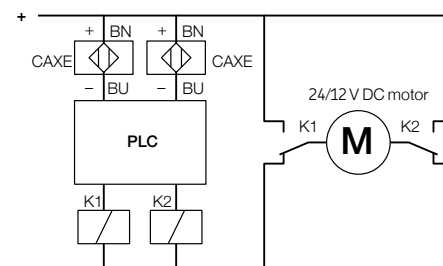 +
+ BN + BN
CAXE CAXE
– BU – BU
24/12 V DC motor
PLC
K1 M K2
K1 K2